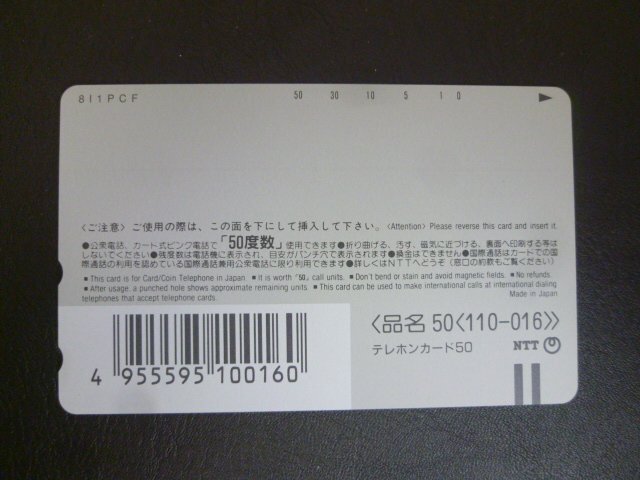 8I1PCF 50 30 10 5 1 0
〈ご注意〉ご使用の際は、この面を下にして挿入して下さい。〈Attention〉Please reverse this card and insert it.
●公衆電話、カード式ピンク電話で「50度数」使用できます●折り曲げる、汚す、磁気に近づける、裏面へ印刷する等は
しないでください●残度数は電話機に表示され、目安がパンチ穴で表示されます●換金はできません●国際通話はカードでの国
際通話の利用を認めている国際通話兼用公衆電話に限り利用できます●詳しくはNTTへどうぞ(窓口の約款もご覧ください)
■This card is for Card/Coin Telephone in Japan ■It is worth "50„ call units. ■Don't bend or stain and avoid magnetic fields. ■No refunds.
■After usage, a punched hole shows approximate remaining units ■This card can be used to make international calls at international dialing
telephones that accept telephone cards. Made in Japan
〈品名 50〈110-016〉〉
テレホンカード50 NTT
4 955595 100160